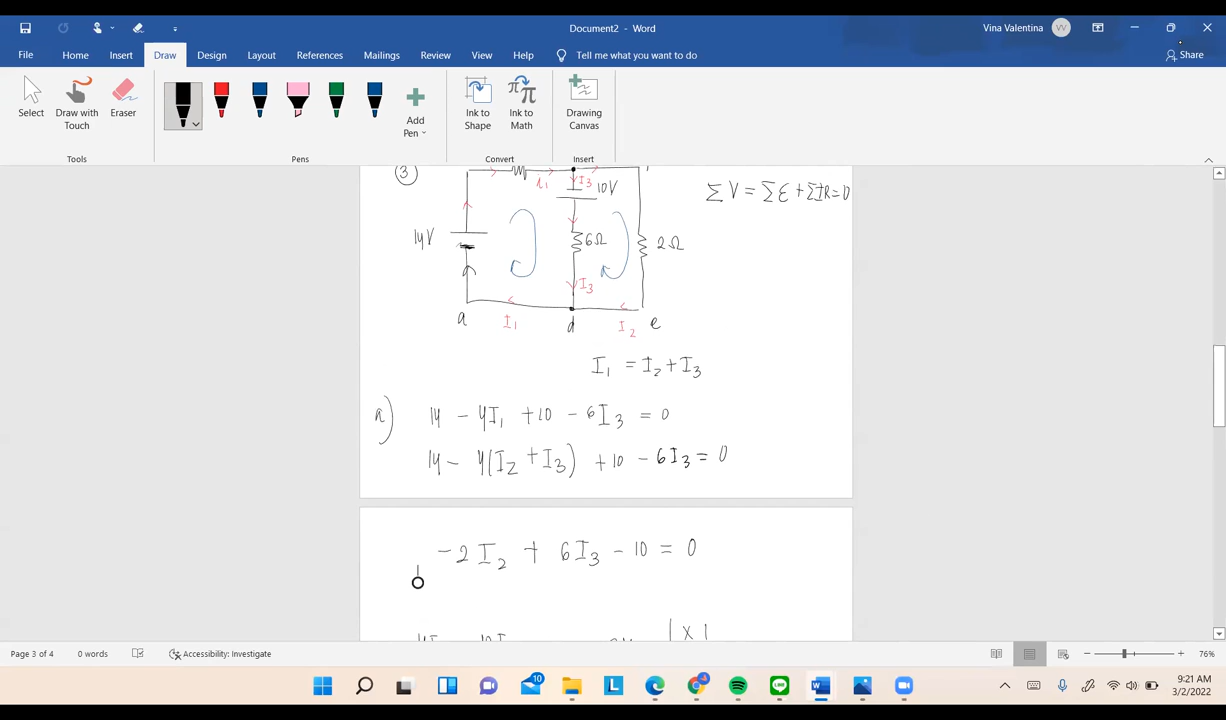 Document2 - Word
Vina Valentina
VV
File Home Insert Draw Design Layout References Mailings Review View Help Tell me what you want to do
Share
Select
Draw with Touch
Eraser
Add Pen
Ink to Shape
Ink to Math
Drawing Canvas
Tools
Pens
Convert
Insert
3
I₃ 10V
ΣV = Σε + ΣIR = 0
14V
6Ω
2Ω
I₃
a I₁ d I₂ e
I₁ = I₂ + I₃
a) 14 - 4I₁ + 10 - 6I₃ = 0
14 - 4(I₂ + I₃) + 10 - 6I₃ = 0
-2I₂ + 6I₃ - 10 = 0
Page 3 of 4
0 words
Accessibility: Investigate
76%
10
L
4
9:21 AM
3/2/2022